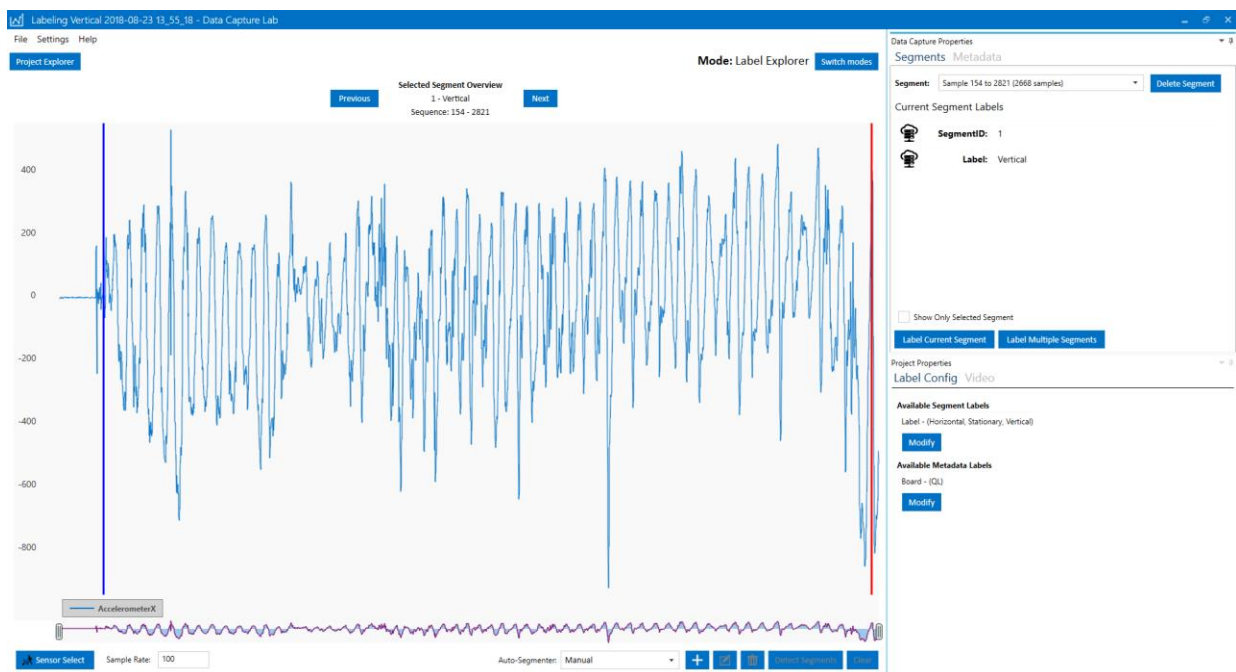 Labeling Vertical 2018-08-23 13_55_18 - Data Capture Lab
File Settings Help
Project Explorer
Mode: Label Explorer
Switch modes
Selected Segment Overview
Previous
1 - Vertical
Next
Sequence: 154 - 2821
400
200
0
-200
-400
-600
-800
AccelerometerX
Sensor Select
Sample Rate:
100
Auto-Segmenter:
Manual
Detect Segments
Clear
Data Capture Properties
Segments Metadata
Segment:
Sample 154 to 2821 (2668 samples)
Delete Segment
Current Segment Labels
SegmentID: 1
Label: Vertical
Show Only Selected Segment
Label Current Segment
Label Multiple Segments
Project Properties
Label Config Video
Available Segment Labels
Label - (Horizontal, Stationary, Vertical)
Modify
Available Metadata Labels
Board - (QL)
Modify